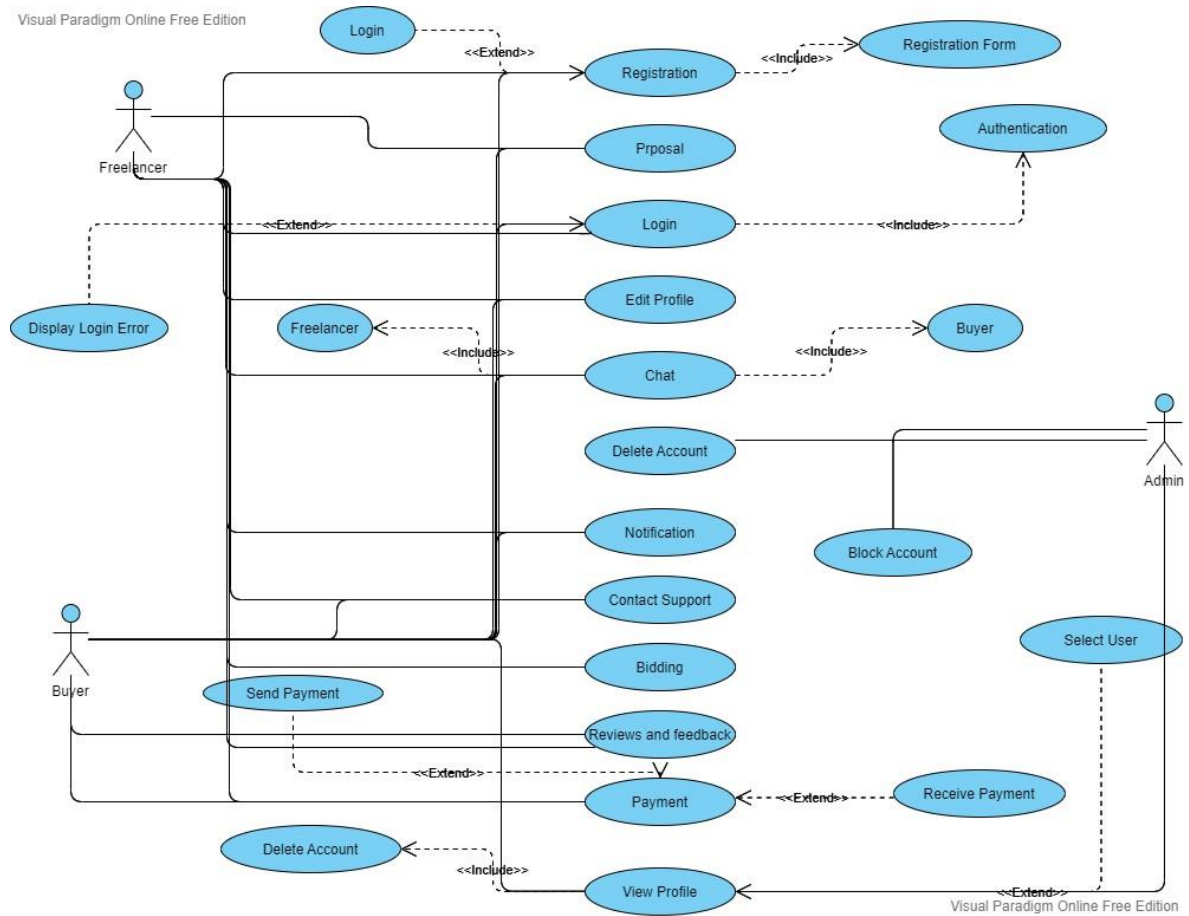 Visual Paradigm Online Free Edition
Login
<<Extend>>
Registration
<<Include>>
Registration Form
Freelancer
Prposal
Authentication
<<Extend>>
Login
<<Include>>
Display Login Error
Edit Profile
Freelancer
<<Include>>
Chat
<<Include>>
Buyer
Delete Account
Admin
Notification
Block Account
Contact Support
Buyer
Bidding
Select User
Send Payment
Reviews and feedback
<<Extend>>
Payment
<<Extend>>
Receive Payment
Delete Account
<<Include>>
View Profile
<<Extend>>
Visual Paradigm Online Free Edition